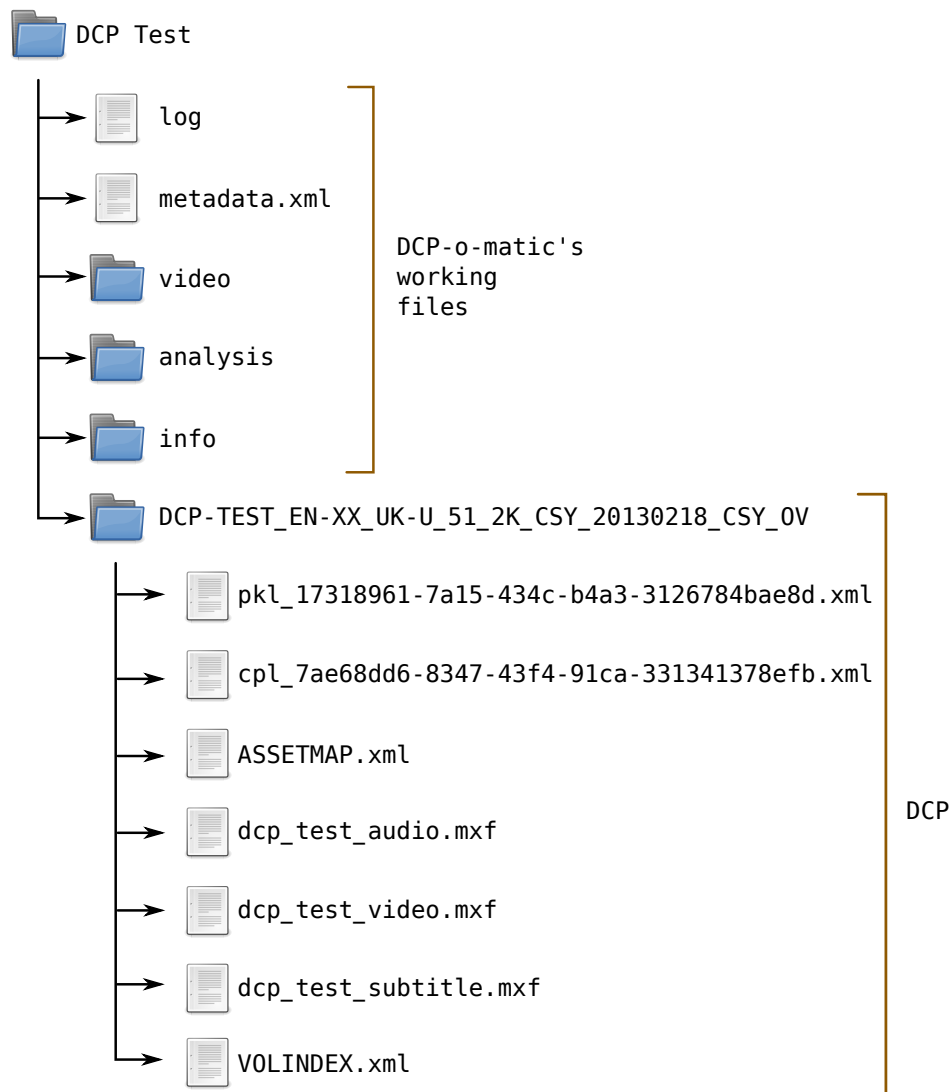 DCP Test
log
metadata.xml
video
DCP-o-matic's
working
files
analysis
info
DCP-TEST_EN-XX_UK-U_51_2K_CSY_20130218_CSY_OV
pkl_17318961-7a15-434c-b4a3-3126784bae8d.xml
cpl_7ae68dd6-8347-43f4-91ca-331341378efb.xml
ASSETMAP.xml
DCP
dcp_test_audio.mxf
dcp_test_video.mxf
dcp_test_subtitle.mxf
VOLINDEX.xml